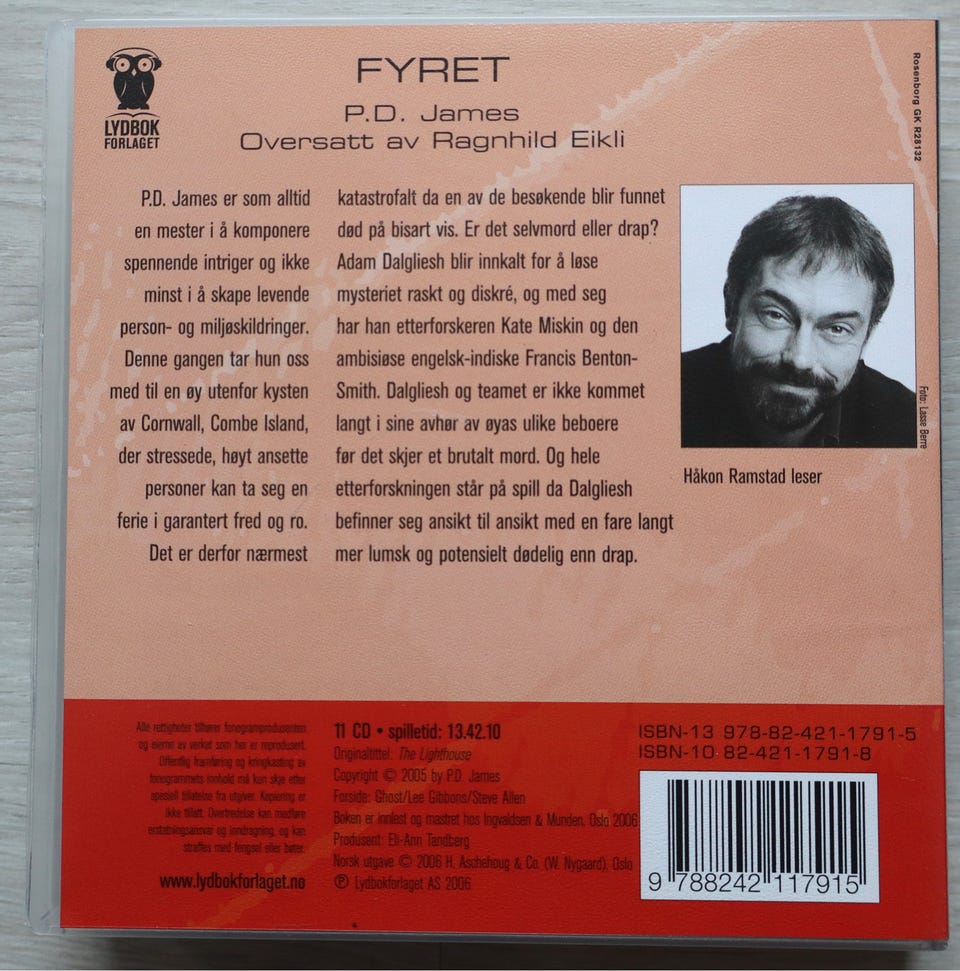 LYDBOK
FORLAGET
FYRET
P.D. James
Oversatt av Ragnhild Eikli
Rosenborg GK R28132
P.D. James er som alltid
en mester i å komponere
spennende intriger og ikke
minst i å skape levende
person- og miljøskildringer.
Denne gangen tar hun oss
med til en øy utenfor kysten
av Cornwall, Combe Island,
der stressede, høyt ansette
personer kan ta seg en
ferie i garantert fred og ro.
Det er derfor nærmest
katastrofalt da en av de besøkende blir funnet
død på bisart vis. Er det selvmord eller drap?
Adam Dalgliesh blir innkalt for å løse
mysteriet raskt og diskré, og med seg
har han etterforskeren Kate Miskin og den
ambisiøse engelsk-indiske Francis Benton-
Smith. Dalgliesh og teamet er ikke kommet
langt i sine avhør av øyas ulike beboere
før det skjer et brutalt mord. Og hele
etterforskningen står på spill da Dalgliesh
befinner seg ansikt til ansikt med en fare langt
mer lumsk og potensielt dødelig enn drap.
Foto: Lasse Berre
Håkon Ramstad leser
Alle rettigheter tilhører fonogramprodusenten
og eierne av verket som her er reprodusert.
Offentlig framføring og kringkasting av
fonogrammets innhold må kun skje etter
spesiell tillatelse fra utgiver. Kopiering er
ikke tillatt. Overtredelse kan medføre
erstatningsansvar og inndragning, og kan
straffes med fengsel eller bøter.
www.lydbokforlaget.no
11 CD • spilletid: 13.42.10
Originaltittel: The Lighthouse
Copyright © 2005 by P.D. James
Forside: Ghost/Lee Gibbons/Steve Allen
Boken er innlest og mastret hos Ingvaldsen & Munden, Oslo 2006
Produsent: Eli-Ann Tandberg
Norsk utgave © 2006 H. Aschehoug & Co. (W. Nygaard), Oslo
℗ Lydbokforlaget AS 2006
ISBN-13 978-82-421-1791-5
ISBN-10 82-421-1791-8
9 788242 117915